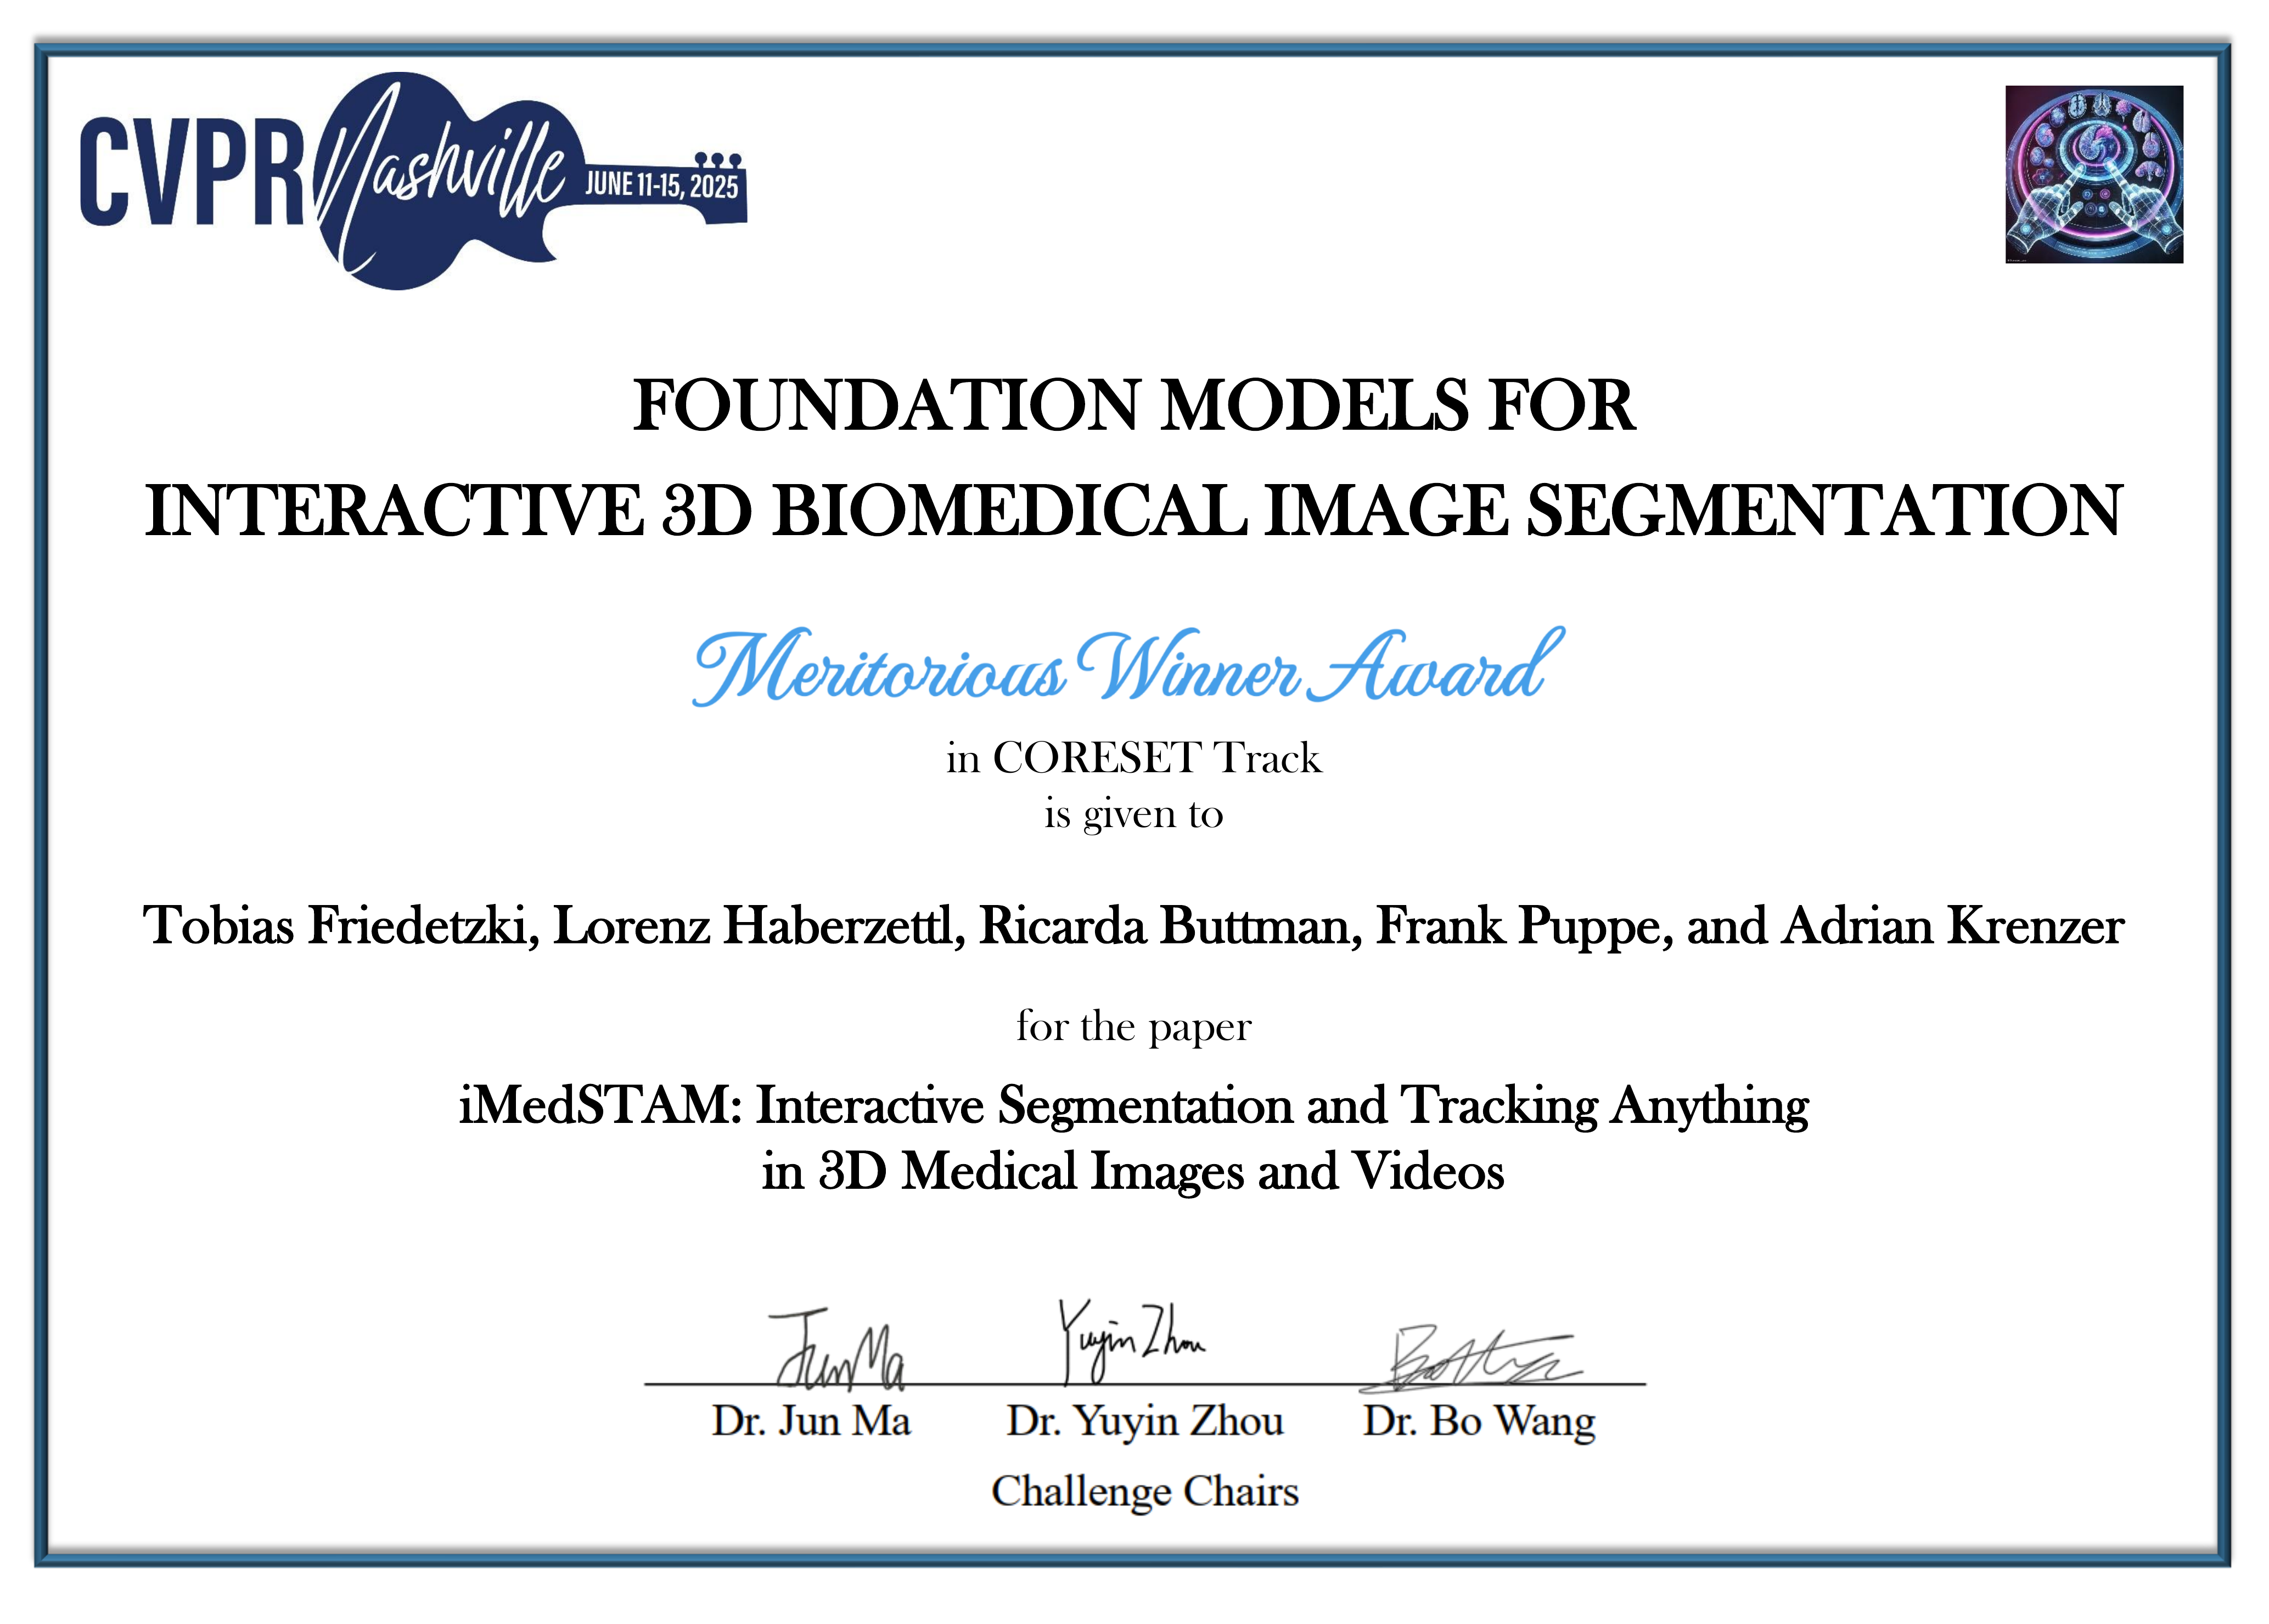 CVPR Nashville JUNE 11-15, 2025
FOUNDATION MODELS FOR
INTERACTIVE 3D BIOMEDICAL IMAGE SEGMENTATION
Meritorious Winner Award
in CORESET Track
is given to
Tobias Friedetzki, Lorenz Haberzettl, Ricarda Buttman, Frank Puppe, and Adrian Krenzer
for the paper
iMedSTAM: Interactive Segmentation and Tracking Anything
in 3D Medical Images and Videos
Jun Ma Yuyin Zhou
Dr. Jun Ma Dr. Yuyin Zhou Dr. Bo Wang
Challenge Chairs